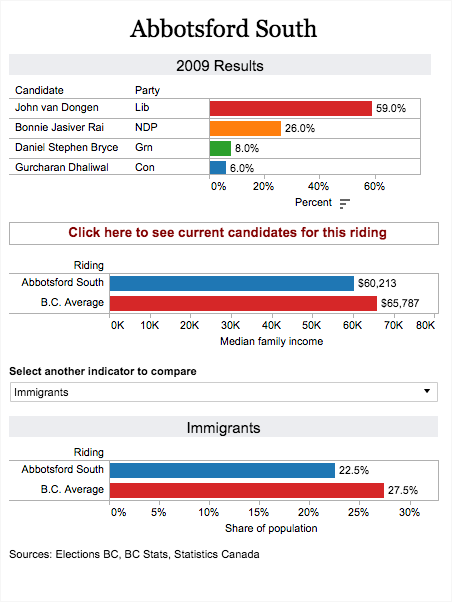 Abbotsford South
2009 Results
Candidate Party
John van Dongen Lib 59.0%
Bonnie Jasiver Rai NDP 26.0%
Daniel Stephen Bryce Grn 8.0%
Gurcharan Dhaliwal Con 6.0%
0% 20% 40% 60%
Percent
Click here to see current candidates for this riding
Riding
Abbotsford South $60,213
B.C. Average $65,787
0K 10K 20K 30K 40K 50K 60K 70K 80K
Median family income
Select another indicator to compare
Immigrants
Immigrants
Riding
Abbotsford South 22.5%
B.C. Average 27.5%
0% 5% 10% 15% 20% 25% 30%
Share of population
Sources: Elections BC, BC Stats, Statistics Canada